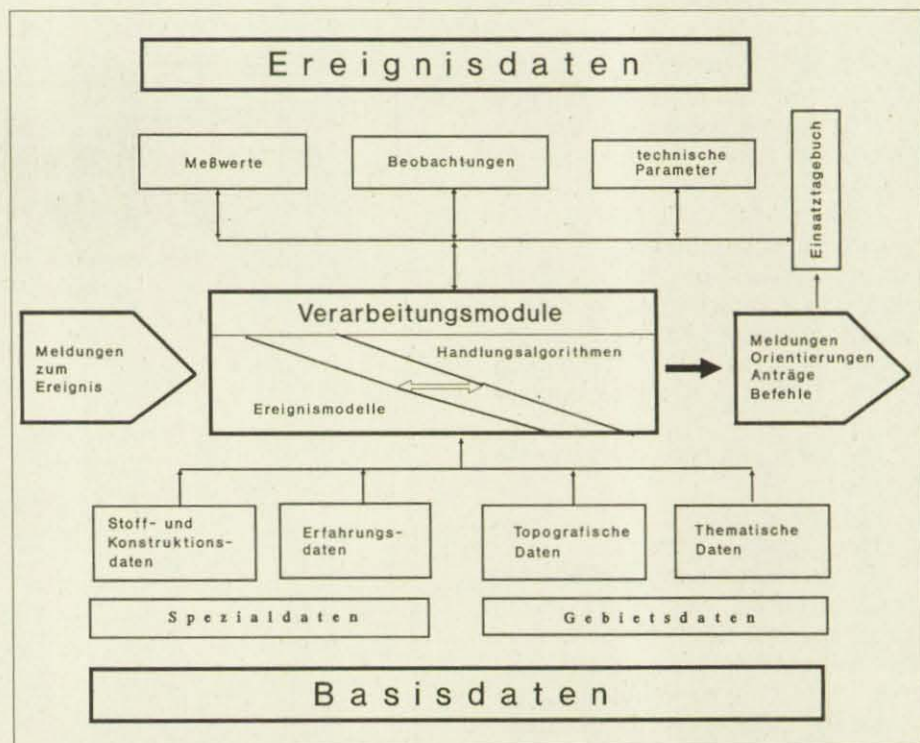 Ereignisdaten
Meßwerte
Beobachtungen
technische
Parameter
Einsatztagebuch
Verarbeitungsmodule
Handlungsalgorithmen
Ereignismodelle
Meldungen
zum
Ereignis
Meldungen
Orientierungen
Anträge
Befehle
Stoff- und
Konstruktions-
daten
Erfahrungs-
daten
Topografische
Daten
Thematische
Daten
Spezialdaten
Gebietsdaten
Basisdaten